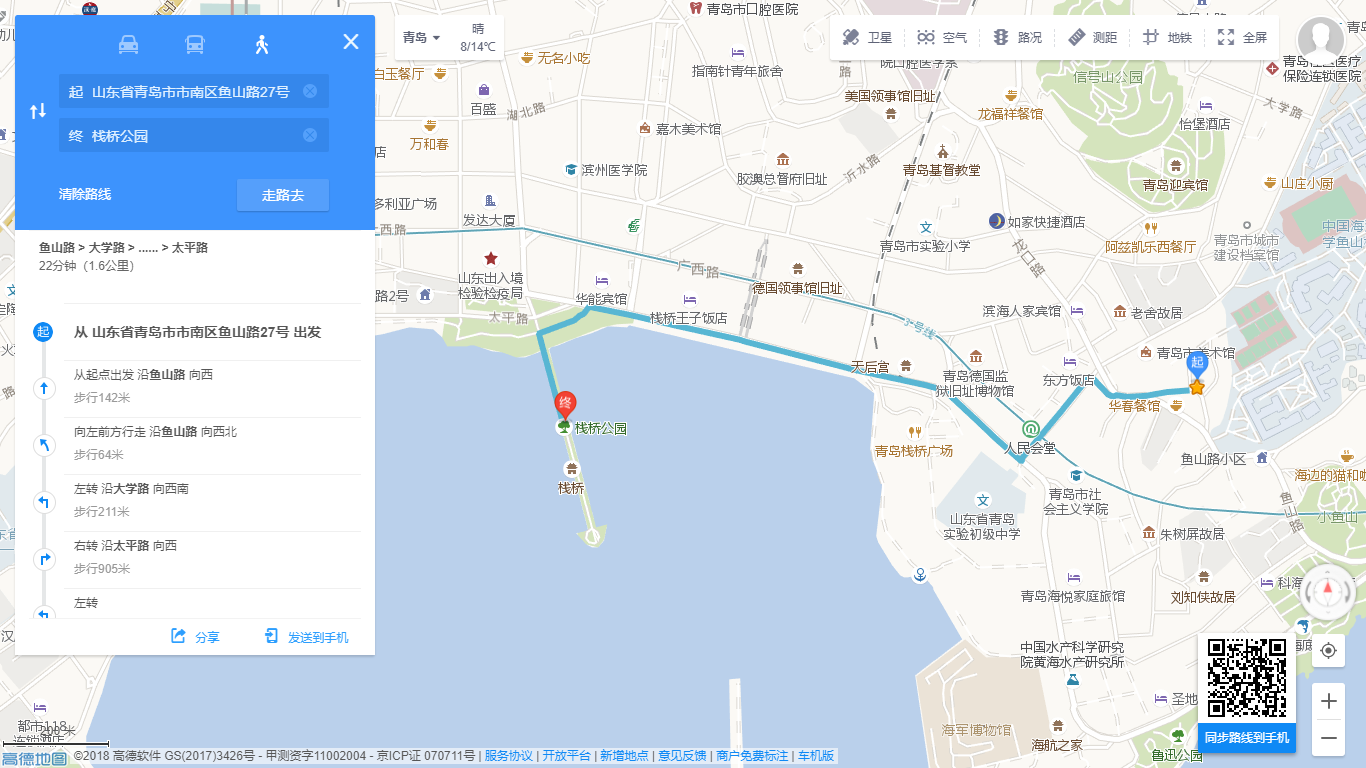 起 山东省青岛市市南区鱼山路27号
终 栈桥公园
清除路线
走路去
鱼山路 > 大学路 > ...... > 太平路
22分钟（1.6公里）
起 从 山东省青岛市市南区鱼山路27号 出发
从起点出发 沿鱼山路 向西
步行142米
向左前方行走 沿鱼山路 向西北
步行64米
左转 沿大学路 向西南
步行211米
右转 沿太平路 向西
步行905米
左转
分享
发送到手机
青岛
晴
8/14℃
卫星
空气
路况
测距
地铁
全屏
青岛市口腔医院
无名小吃
白玉餐厅
指南针青年旅舍
院口腔医学系
信号山公园
保险连锁医院
百盛
湖北路
美国领事馆旧址
龙福祥餐馆
大学路
怡堡酒店
嘉木美术馆
万和春
滨州医学院
胶澳总督府旧址
沂水路
青岛基督教堂
青岛迎宾馆
山庄小厨
多利亚广场
发达大厦
如家快捷酒店
青岛市实验小学
龙口路
阿兹凯乐西餐厅
青岛市城市
建设档案馆
中国海
学鱼山
西路
广西路
山东出入境
检验检疫局
德国领事馆旧址
路2号
华能宾馆
太平路
栈桥王子饭店
3号线
滨海人家宾馆
老舍故居
青岛市美术馆
起
天后宫
青岛德国监
狱旧址博物馆
东方饭店
华春餐馆
终
栈桥公园
人民会堂
青岛栈桥广场
鱼山路小区
海边的猫和咖
栈桥
青岛市社
会主义学院
鱼山路
小鱼山
山东省青岛
实验初级中学
朱树屏故居
青岛海悦家庭旅馆
刘知侠故居
科海
中国水产科学研究
院黄海水产研究所
圣地
海军博物馆
海航之家
鲁迅公园
同步路线到手机
都市118
高德地图
©2018 高德软件 GS(2017)3426号 - 甲测资字11002004 - 京ICP证 070711号 | 服务协议 | 开放平台 | 新增地点 | 意见反馈 | 商户免费标注 | 车机版